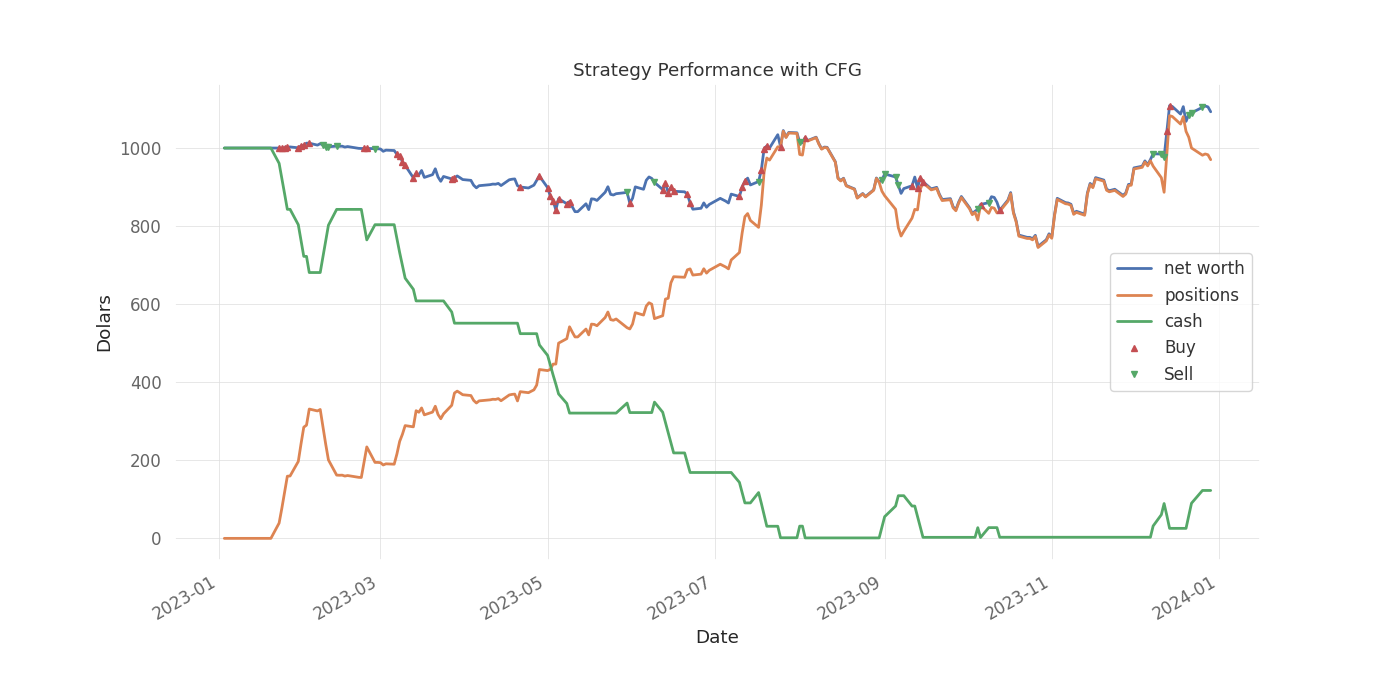 Strategy Performance with CFG
Dolars
1000
800
600
400
200
0
net worth
positions
cash
Buy
Sell
2023-01
2023-03
2023-05
2023-07
2023-09
2023-11
2024-01
Date